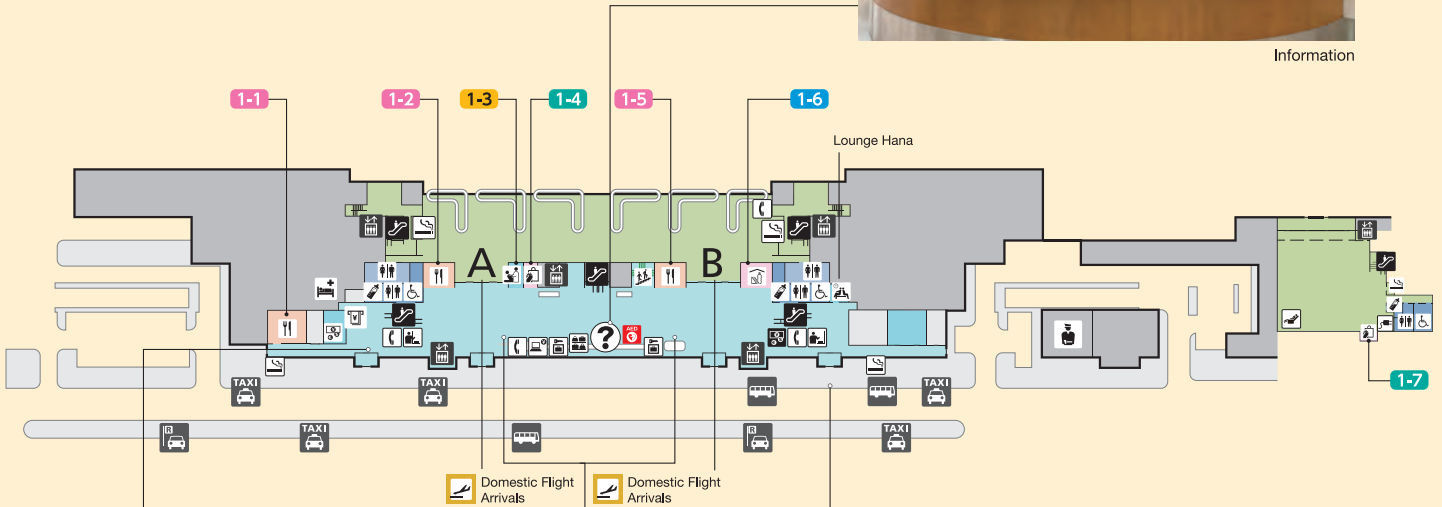 Information
1-1
1-2
1-3
1-4
1-5
1-6
Lounge Hana
A
B
?
AED
¥
TAXI
TAXI
TAXI
1-7
R
TAXI
R
TAXI
Domestic Flight
Arrivals
Domestic Flight
Arrivals